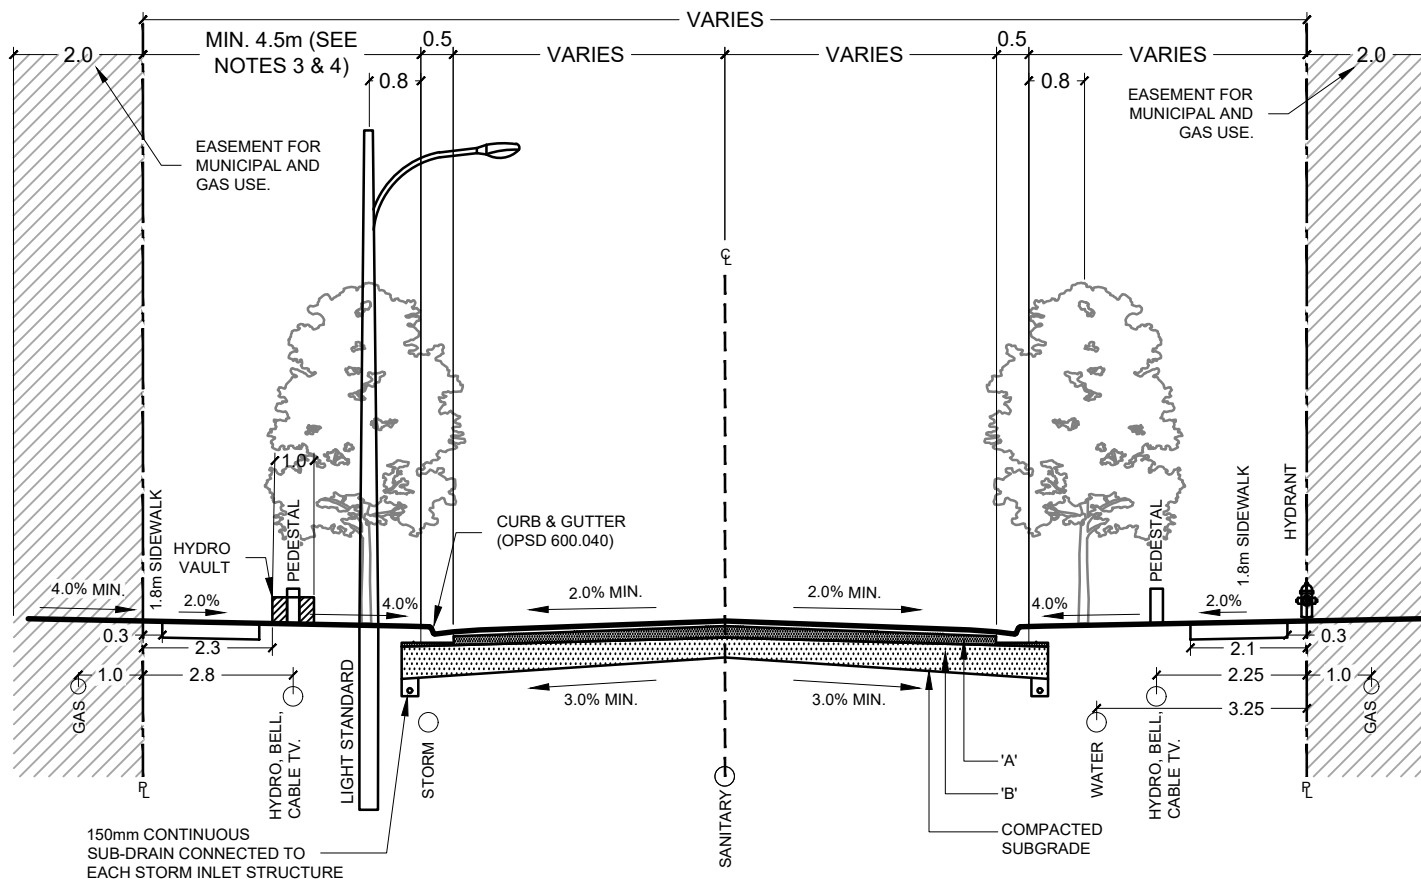 VARIES
MIN. 4.5m (SEE
NOTES 3 & 4)
0.5
0.5
2.0
VARIES
VARIES
VARIES
2.0
0.8
0.8
EASEMENT FOR
MUNICIPAL AND
GAS USE.
EASEMENT FOR
MUNICIPAL AND
GAS USE.
℄
1.0
1.8m SIDEWALK
PEDESTAL
HYDRO
VAULT
CURB & GUTTER
(OPSD 600.040)
PEDESTAL
1.8m SIDEWALK
HYDRANT
4.0% MIN.
2.0%
4.0%
2.0% MIN.
2.0% MIN.
4.0%
2.0%
0.3
2.3
2.1
0.3
1.0
2.8
3.0% MIN.
3.0% MIN.
2.25
1.0
3.25
GAS
HYDRO, BELL,
CABLE TV.
LIGHT STANDARD
STORM
SANITARY
WATER
HYDRO, BELL,
CABLE TV.
GAS
'A'
'B'
PL
PL
COMPACTED
SUBGRADE
150mm CONTINUOUS
SUB-DRAIN CONNECTED TO
EACH STORM INLET STRUCTURE